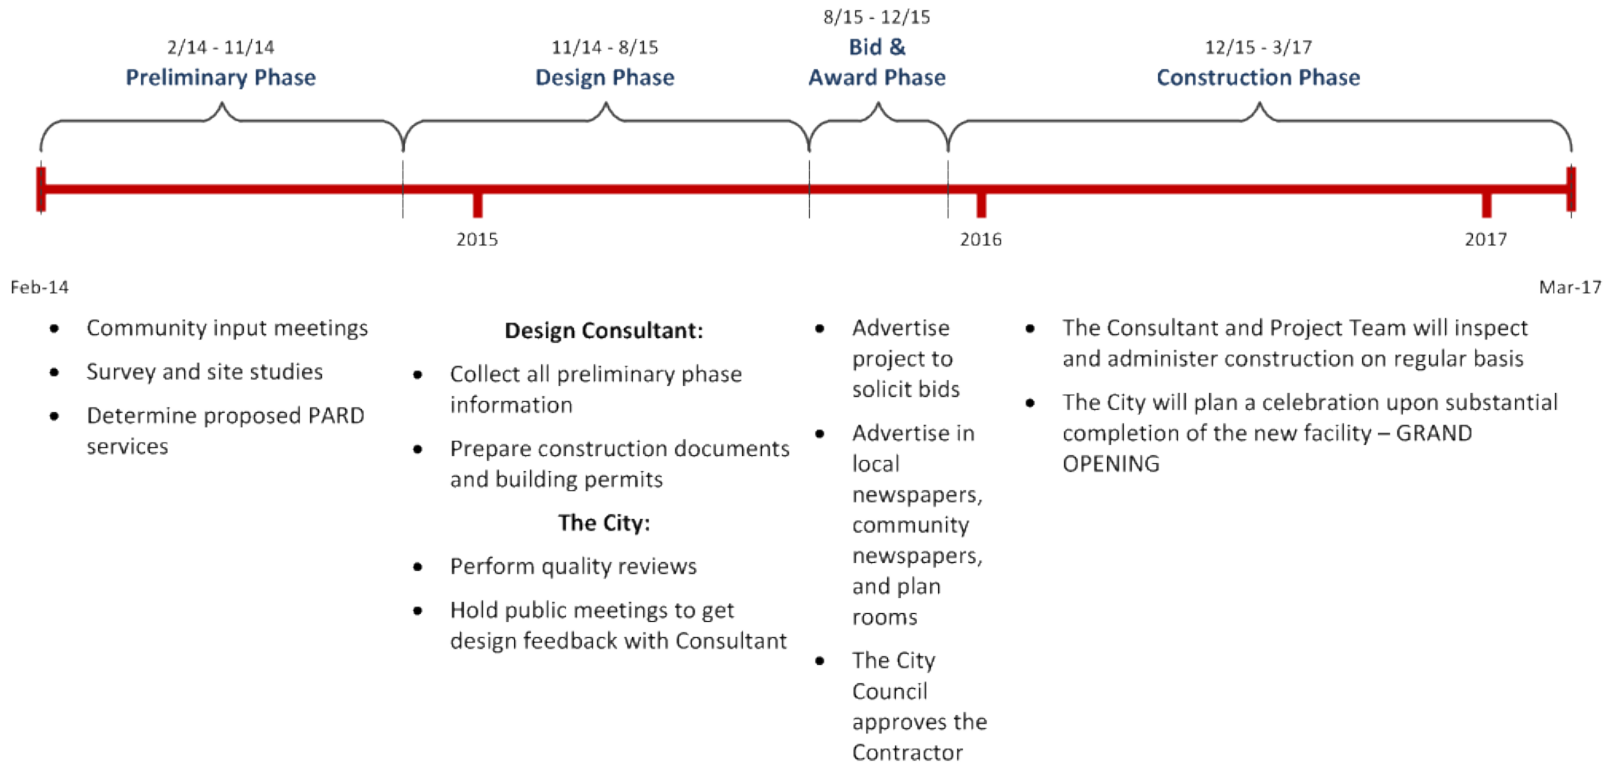 2/14 - 11/14
Preliminary Phase
11/14 - 8/15
Design Phase
8/15 - 12/15
Bid &
Award Phase
12/15 - 3/17
Construction Phase
2015
2016
2017
Feb-14
Mar-17
• Community input meetings
• Survey and site studies
• Determine proposed PARD
services
Design Consultant:
• Collect all preliminary phase
information
• Prepare construction documents
and building permits
The City:
• Perform quality reviews
• Hold public meetings to get
design feedback with Consultant
• Advertise
project to
solicit bids
• Advertise in
local
newspapers,
community
newspapers,
and plan
rooms
• The City
Council
approves the
Contractor
• The Consultant and Project Team will inspect
and administer construction on regular basis
• The City will plan a celebration upon substantial
completion of the new facility – GRAND
OPENING